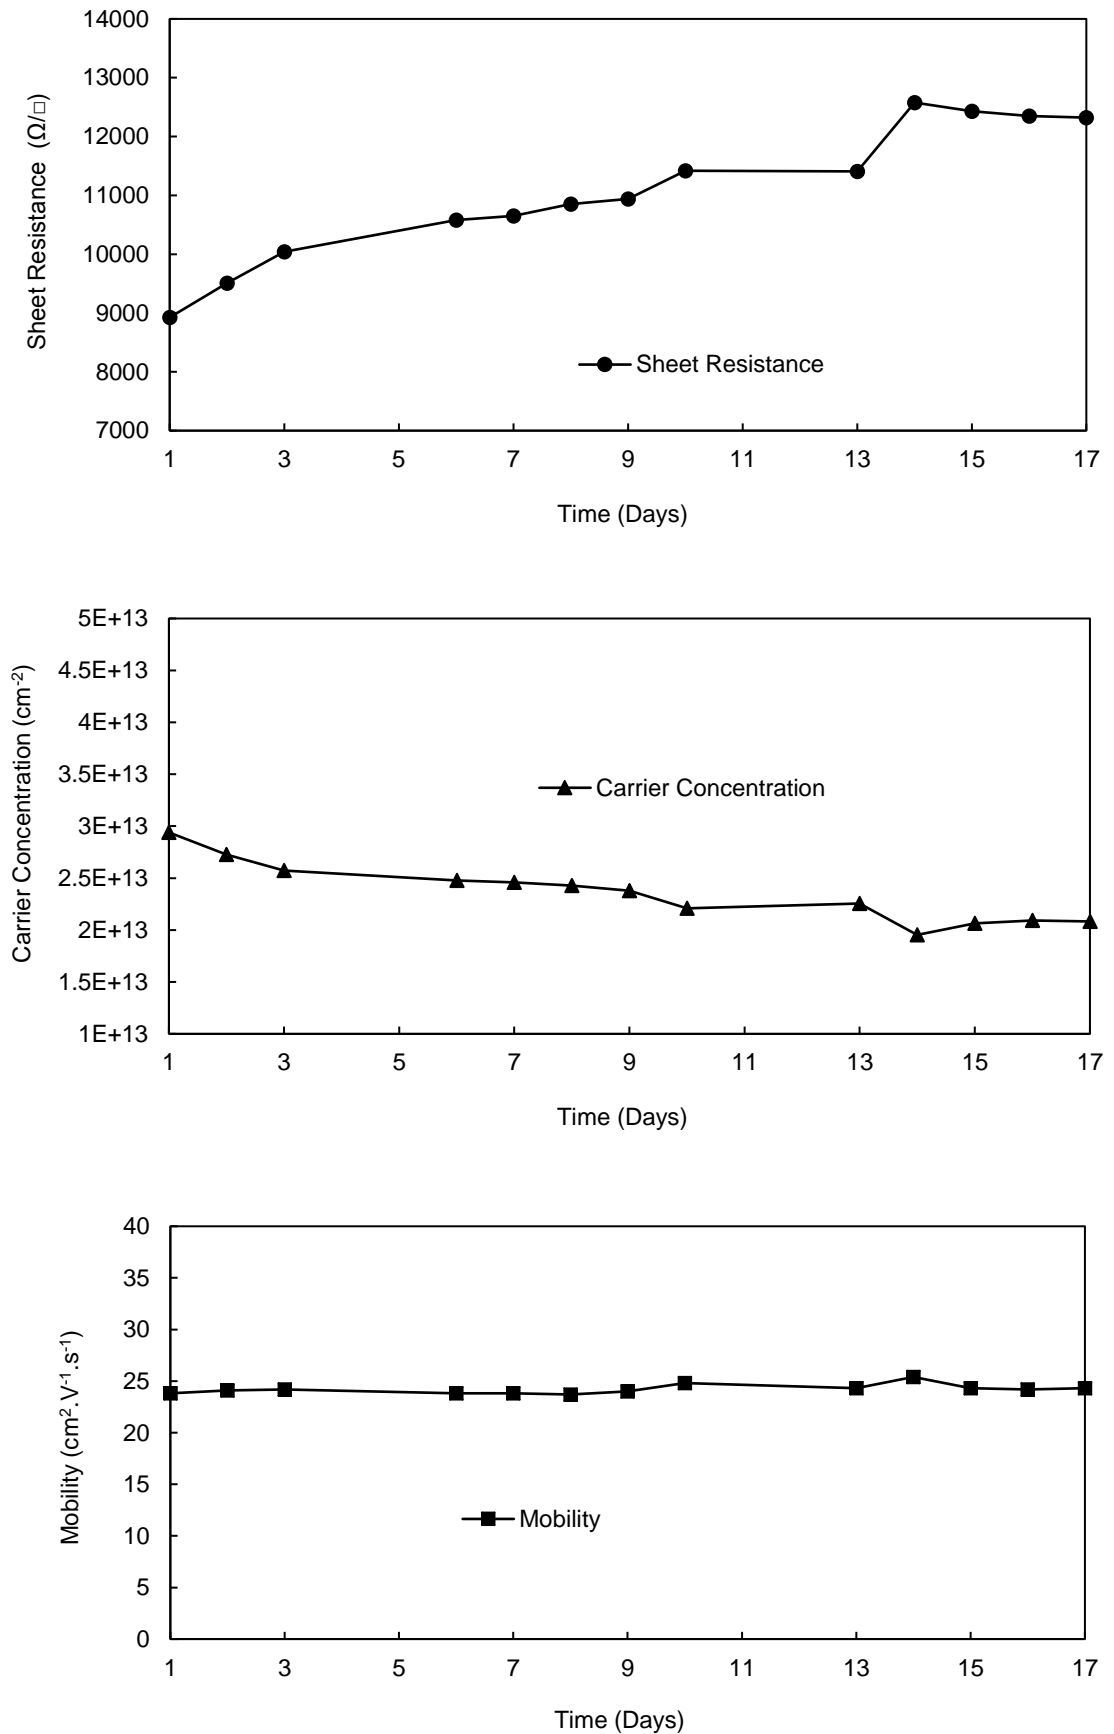 14000
13000
12000
11000
10000
9000
8000
7000
Sheet Resistance (Ω/□)
Sheet Resistance
1 3 5 7 9 11 13 15 17
Time (Days)
5E+13
4.5E+13
4E+13
3.5E+13
3E+13
2.5E+13
2E+13
1.5E+13
1E+13
Carrier Concentration (cm⁻²)
Carrier Concentration
1 3 5 7 9 11 13 15 17
Time (Days)
40
35
30
25
20
15
10
5
0
Mobility (cm².V⁻¹.s⁻¹)
Mobility
1 3 5 7 9 11 13 15 17
Time (Days)